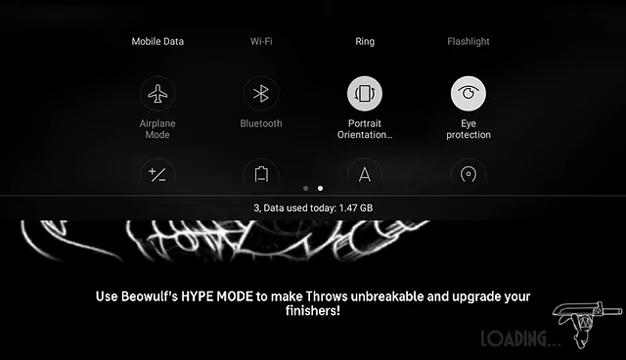 Mobile Data Wi-Fi Ring Flashlight
Airplane Mode
Bluetooth
Portrait Orientation…
Eye protection
A
3, Data used today: 1.47 GB
Use Beowulf's HYPE MODE to make Throws unbreakable and upgrade your
finishers!
LOADING...